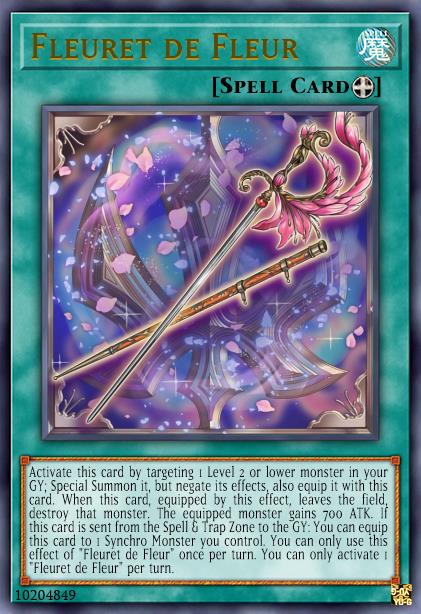 Fleuret de Fleur
SPELL
魔
[Spell Card]
Activate this card by targeting 1 Level 2 or lower monster in your
GY; Special Summon it, but negate its effects, also equip it with this
card. When this card, equipped by this effect, leaves the field,
destroy that monster. The equipped monster gains 700 ATK. If
this card is sent from the Spell & Trap Zone to the GY: You can equip
this card to 1 Synchro Monster you control. You can only use this
effect of "Fleuret de Fleur" once per turn. You can only activate 1
"Fleuret de Fleur" per turn.
10204849